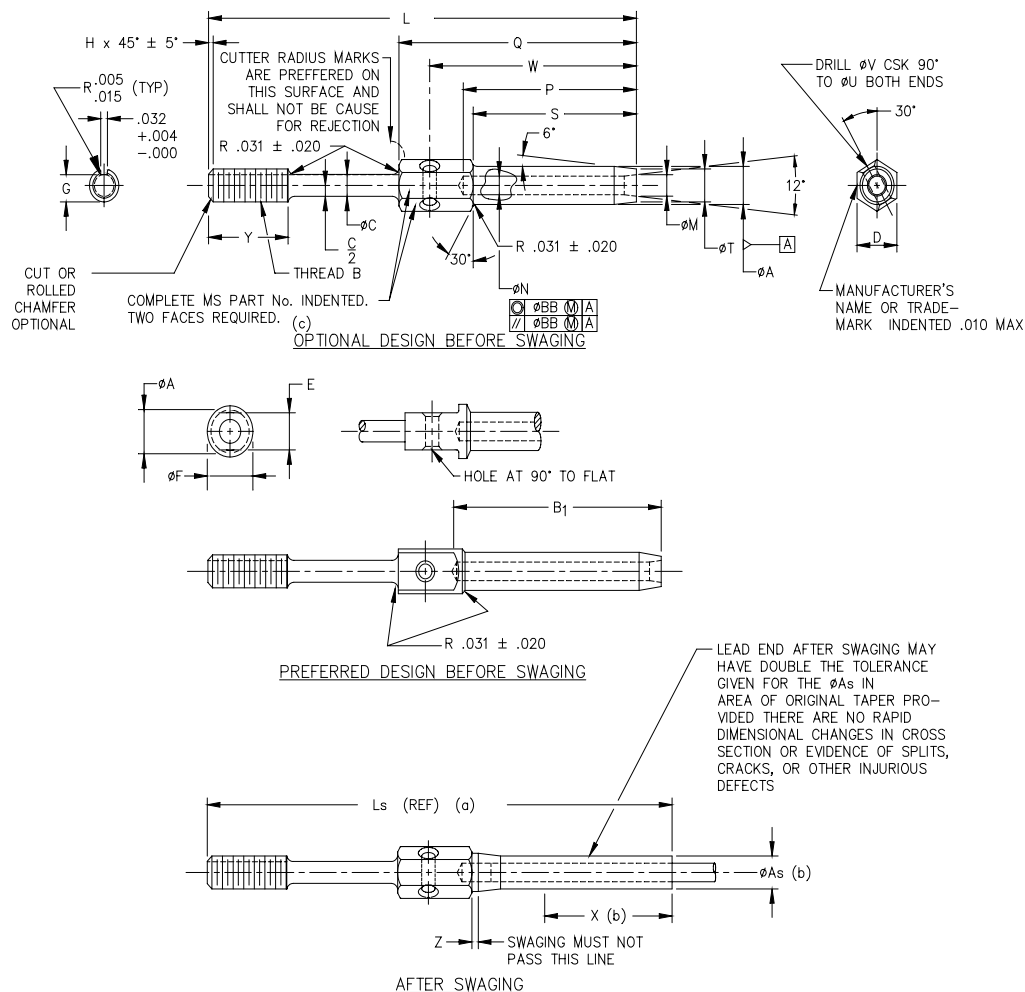 L
H x 45° ± 5°
Q
CUTTER RADIUS MARKS
ARE PREFFERED ON
THIS SURFACE AND
SHALL NOT BE CAUSE
FOR REJECTION
W
DRILL øV CSK 90°
TO øU BOTH ENDS
R .005
.015 (TYP)
P
30°
.032
+.004
-.000
S
6°
R .031 ± .020
G
12°
øM
D
Y
C
2
øC
øT
A
30°
R .031 ± .020
øA
CUT OR
ROLLED
CHAMFER
OPTIONAL
THREAD B
øN
COMPLETE MS PART No. INDENTED.
TWO FACES REQUIRED. (c)
◎ øBB Ⓜ A
// øBB Ⓜ A
MANUFACTURER'S
NAME OR TRADE-
MARK INDENTED .010 MAX
OPTIONAL DESIGN BEFORE SWAGING
øA
E
øF
HOLE AT 90° TO FLAT
B1
R .031 ± .020
PREFERRED DESIGN BEFORE SWAGING
LEAD END AFTER SWAGING MAY
HAVE DOUBLE THE TOLERANCE
GIVEN FOR THE øAs IN
AREA OF ORIGINAL TAPER PRO-
VIDED THERE ARE NO RAPID
DIMENSIONAL CHANGES IN CROSS
SECTION OR EVIDENCE OF SPLITS,
CRACKS, OR OTHER INJURIOUS
DEFECTS
Ls (REF) (a)
øAs (b)
X (b)
Z
SWAGING MUST NOT
PASS THIS LINE
AFTER SWAGING